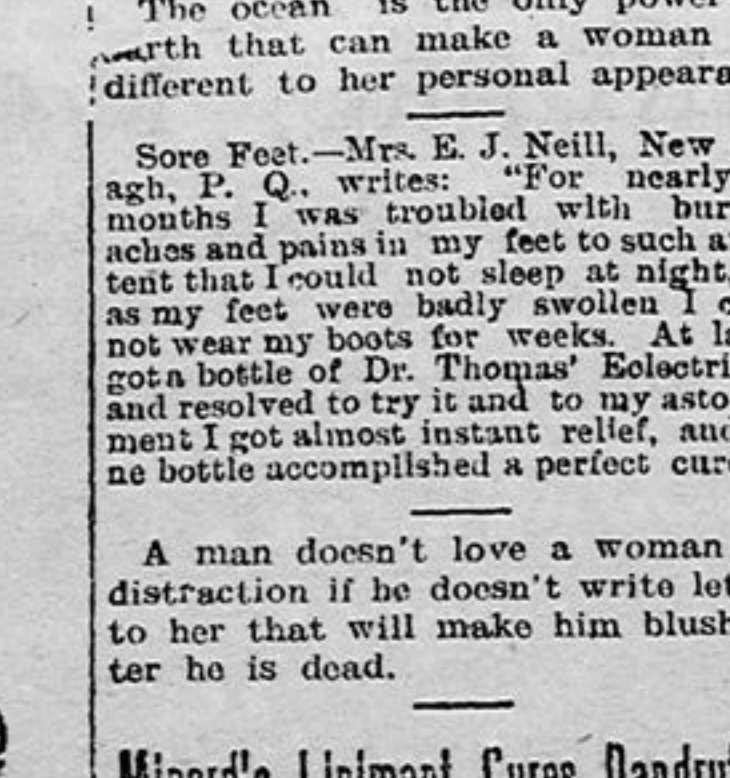 The ocean is the only power
earth that can make a woman
different to her personal appeara
Sore Feet.—Mrs. E. J. Neill, New
agh, P. Q., writes: "For nearly
months I was troubled with bur
aches and pains in my feet to such a
tent that I could not sleep at night,
as my feet were badly swollen I c
not wear my boots for weeks. At la
got a bottle of Dr. Thomas' Eclectri
and resolved to try it and to my asto
ment I got almost instant relief, and
ne bottle accomplished a perfect cure
A man doesn't love a woman
distraction if he doesn't write let
to her that will make him blush
ter he is dead.
Minard's Liniment Cures Dandruf